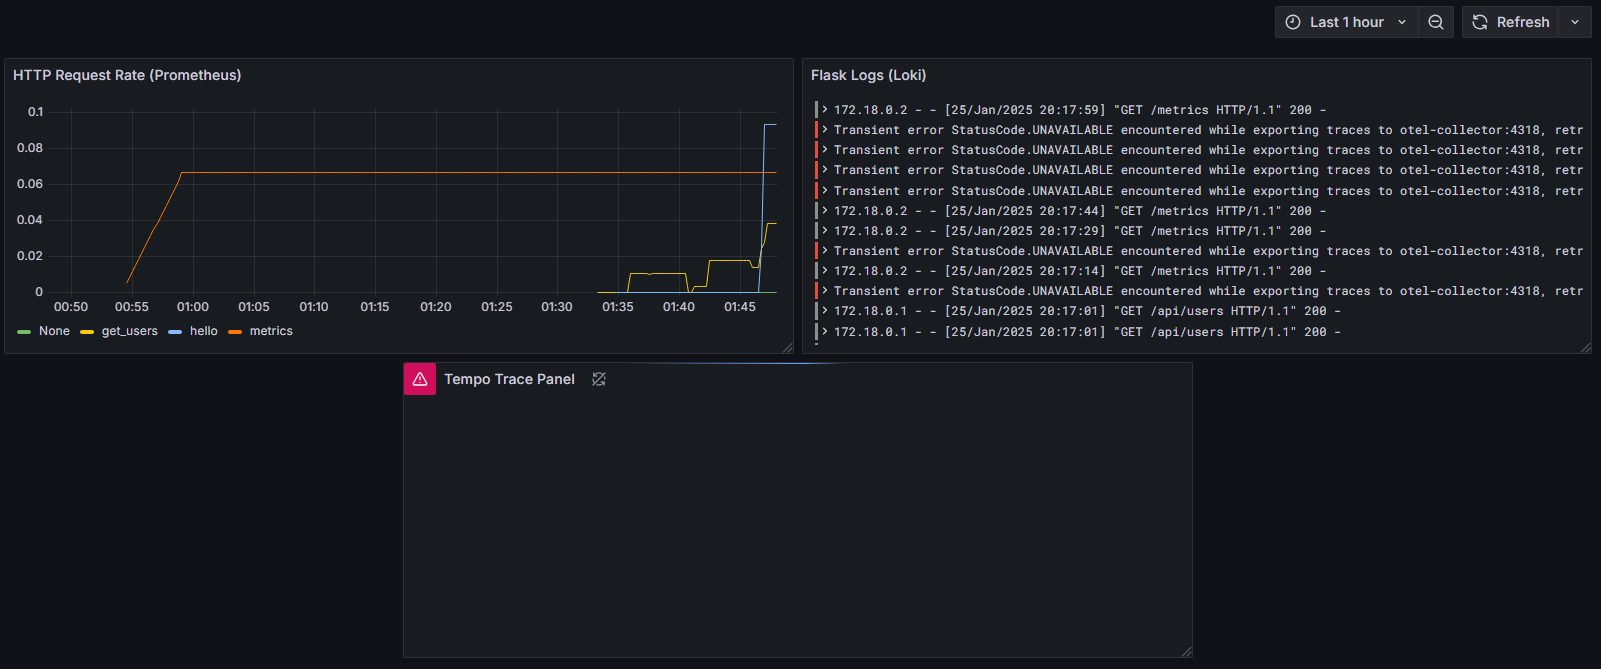 Last 1 hour
Refresh
HTTP Request Rate (Prometheus)
0.1
0.08
0.06
0.04
0.02
0
00:50 00:55 01:00 01:05 01:10 01:15 01:20 01:25 01:30 01:35 01:40 01:45
None get_users hello metrics
Flask Logs (Loki)
172.18.0.2 - - [25/Jan/2025 20:17:59] "GET /metrics HTTP/1.1" 200 -
Transient error StatusCode.UNAVAILABLE encountered while exporting traces to otel-collector:4318, retr
Transient error StatusCode.UNAVAILABLE encountered while exporting traces to otel-collector:4318, retr
Transient error StatusCode.UNAVAILABLE encountered while exporting traces to otel-collector:4318, retr
Transient error StatusCode.UNAVAILABLE encountered while exporting traces to otel-collector:4318, retr
172.18.0.2 - - [25/Jan/2025 20:17:44] "GET /metrics HTTP/1.1" 200 -
172.18.0.2 - - [25/Jan/2025 20:17:29] "GET /metrics HTTP/1.1" 200 -
Transient error StatusCode.UNAVAILABLE encountered while exporting traces to otel-collector:4318, retr
172.18.0.2 - - [25/Jan/2025 20:17:14] "GET /metrics HTTP/1.1" 200 -
Transient error StatusCode.UNAVAILABLE encountered while exporting traces to otel-collector:4318, retr
172.18.0.1 - - [25/Jan/2025 20:17:01] "GET /api/users HTTP/1.1" 200 -
172.18.0.1 - - [25/Jan/2025 20:17:01] "GET /api/users HTTP/1.1" 200 -
Tempo Trace Panel